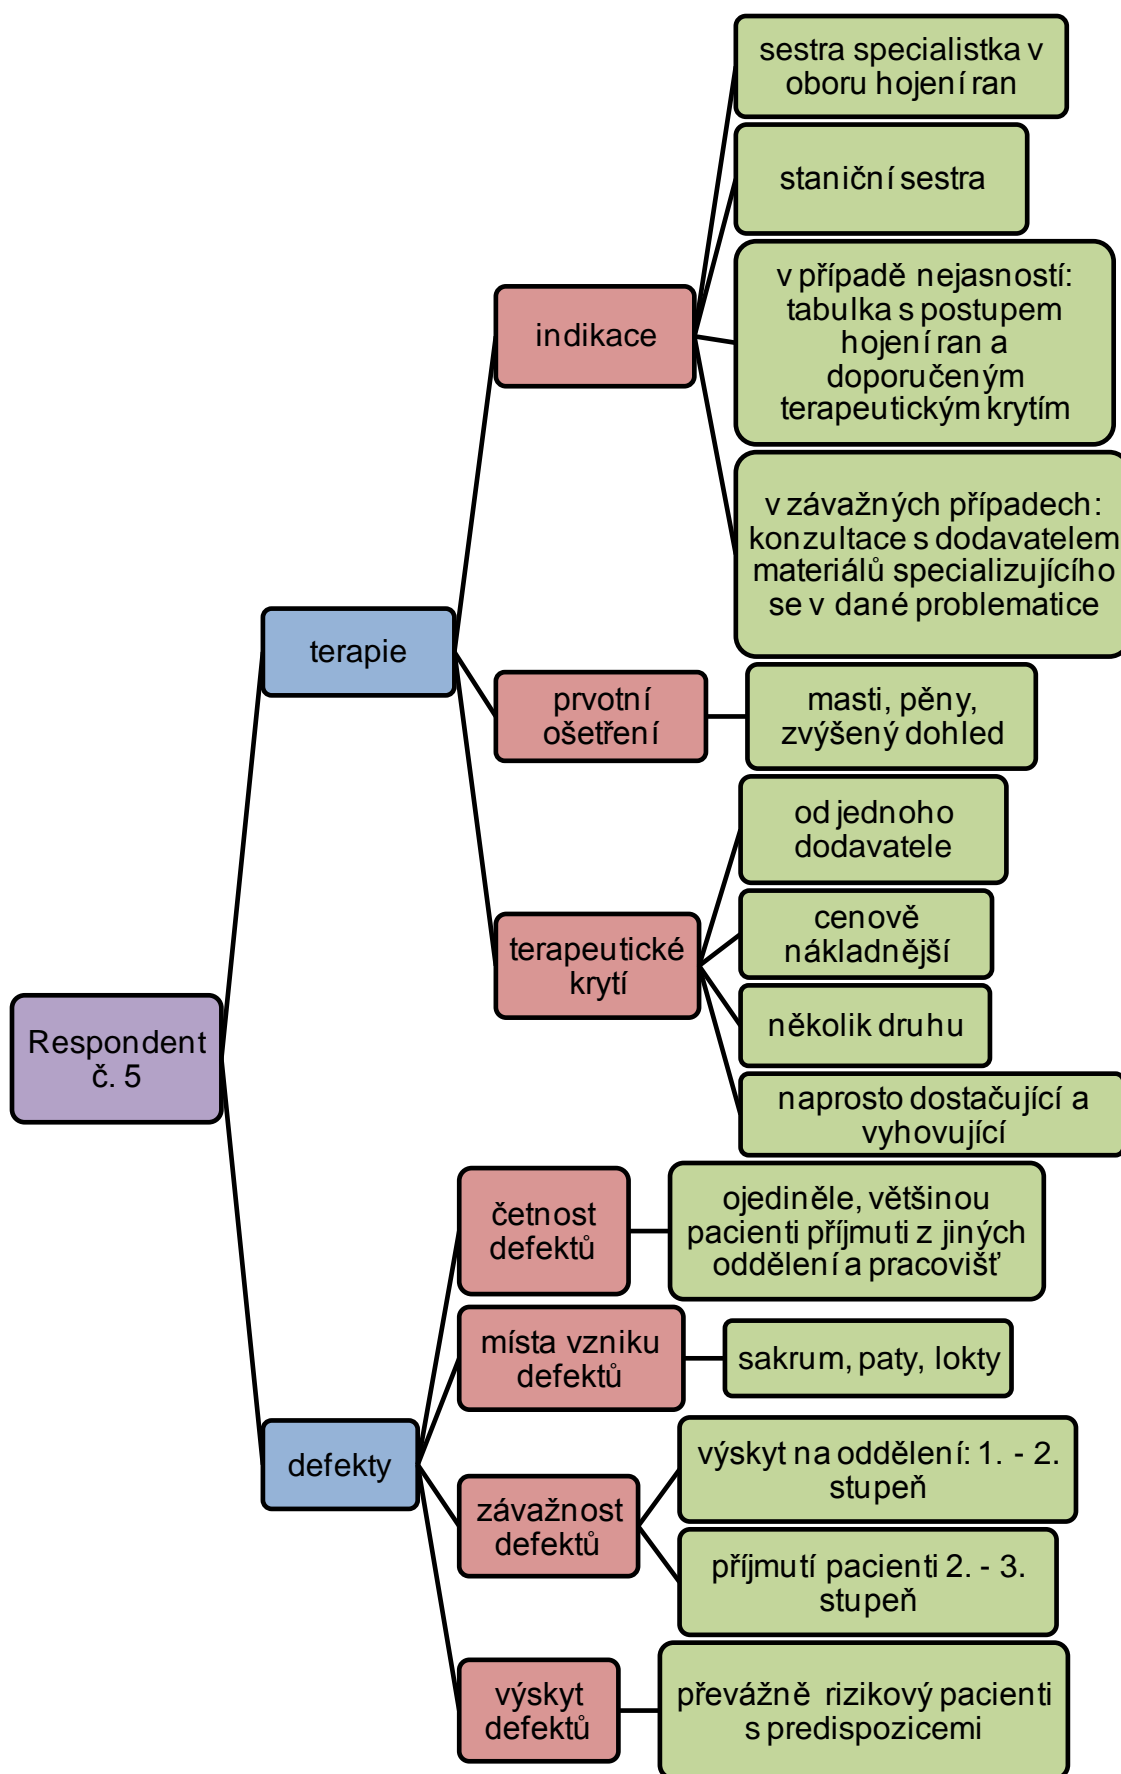 Respondent
č. 5
terapie
indikace
sestra specialistka v
oboru hojení ran
staniční sestra
v případě nejasností:
tabulka s postupem
hojení ran a
doporučeným
terapeutickým krytím
v závažných případech:
konzultace s dodavatelem
materiálů specializujícího
se v dané problematice
prvotní
ošetření
masti, pěny,
zvýšený dohled
terapeutické
krytí
od jednoho
dodavatele
cenově
nákladnější
několik druhu
naprosto dostačující a
vyhovující
defekty
četnost
defektů
ojediněle, většinou
pacienti příjmuti z jiných
oddělení a pracovišť
místa vzniku
defektů
sakrum, paty, lokty
závažnost
defektů
výskyt na oddělení: 1. - 2.
stupeň
příjmutí pacienti 2. - 3.
stupeň
výskyt
defektů
převážně rizikový pacienti
s predispozicemi